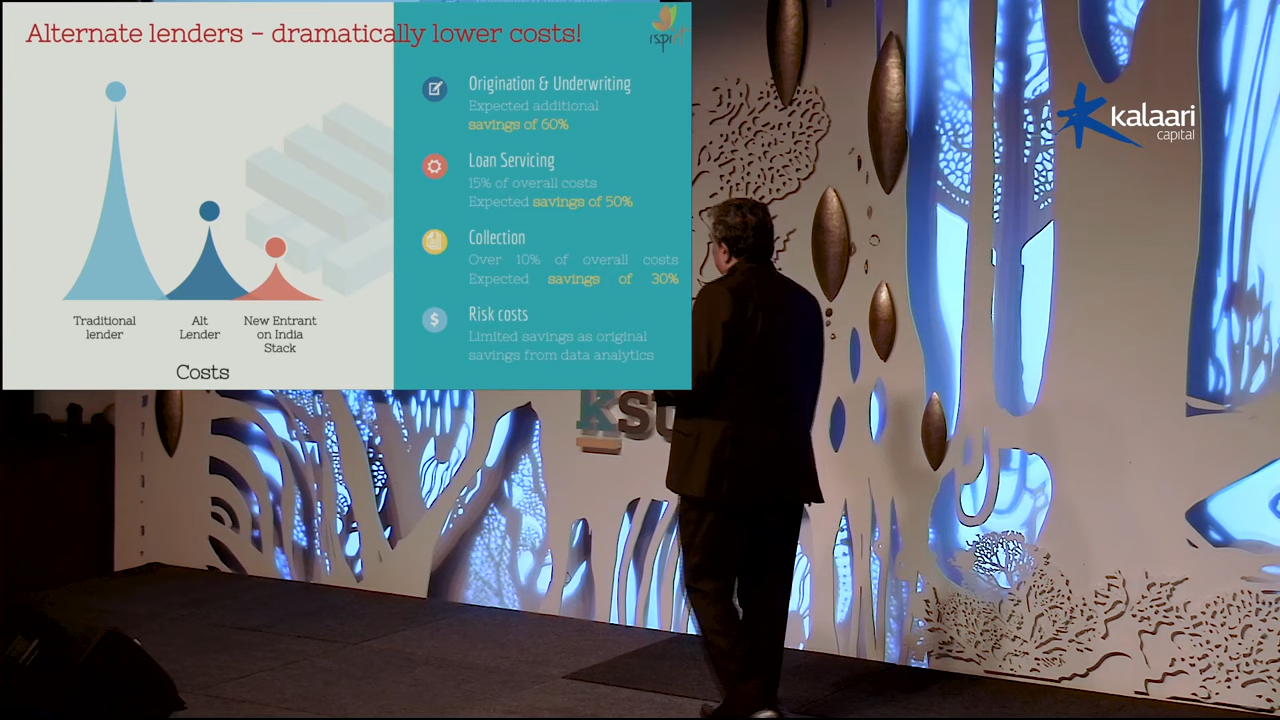 Alternate lenders – dramatically lower costs!
ispirt
Origination & Underwriting
Expected additional
savings of 60%
Loan Servicing
15% of overall costs
Expected savings of 50%
Collection
Over 10% of overall costs
Expected savings of 30%
Risk costs
Limited savings as original
savings from data analytics
Traditional
lender
Alt
Lender
New Entrant
on India
Stack
Costs
kalaari
capital